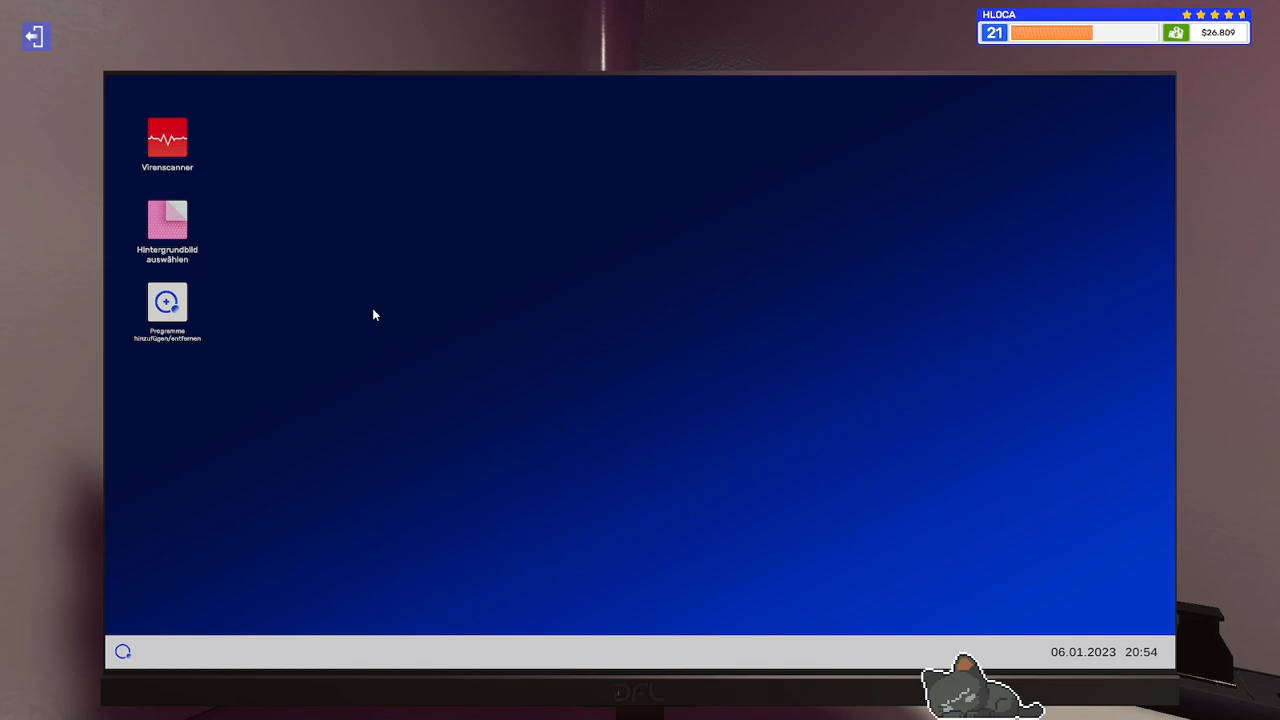 HLOCA
21
$26.809
Virenscanner
Hintergrundbild
auswählen
Programme
hinzufügen/entfernen
06.01.2023 20:54